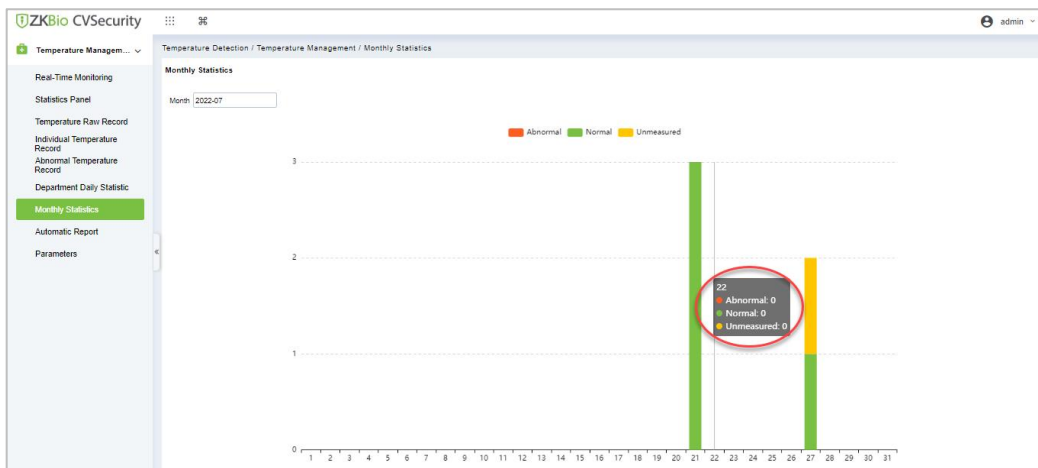 ZKBio CVSecurity
admin
Temperature Managem...
Temperature Detection / Temperature Management / Monthly Statistics
Real-Time Monitoring
Statistics Panel
Temperature Raw Record
Individual Temperature
Record
Abnormal Temperature
Record
Department Daily Statistic
Monthly Statistics
Automatic Report
Parameters
Monthly Statistics
Month 2022-07
Abnormal Normal Unmeasured
3
2
1
0
22
Abnormal: 0
Normal: 0
Unmeasured: 0
1 2 3 4 5 6 7 8 9 10 11 12 13 14 15 16 17 18 19 20 21 22 23 24 25 26 27 28 29 30 31